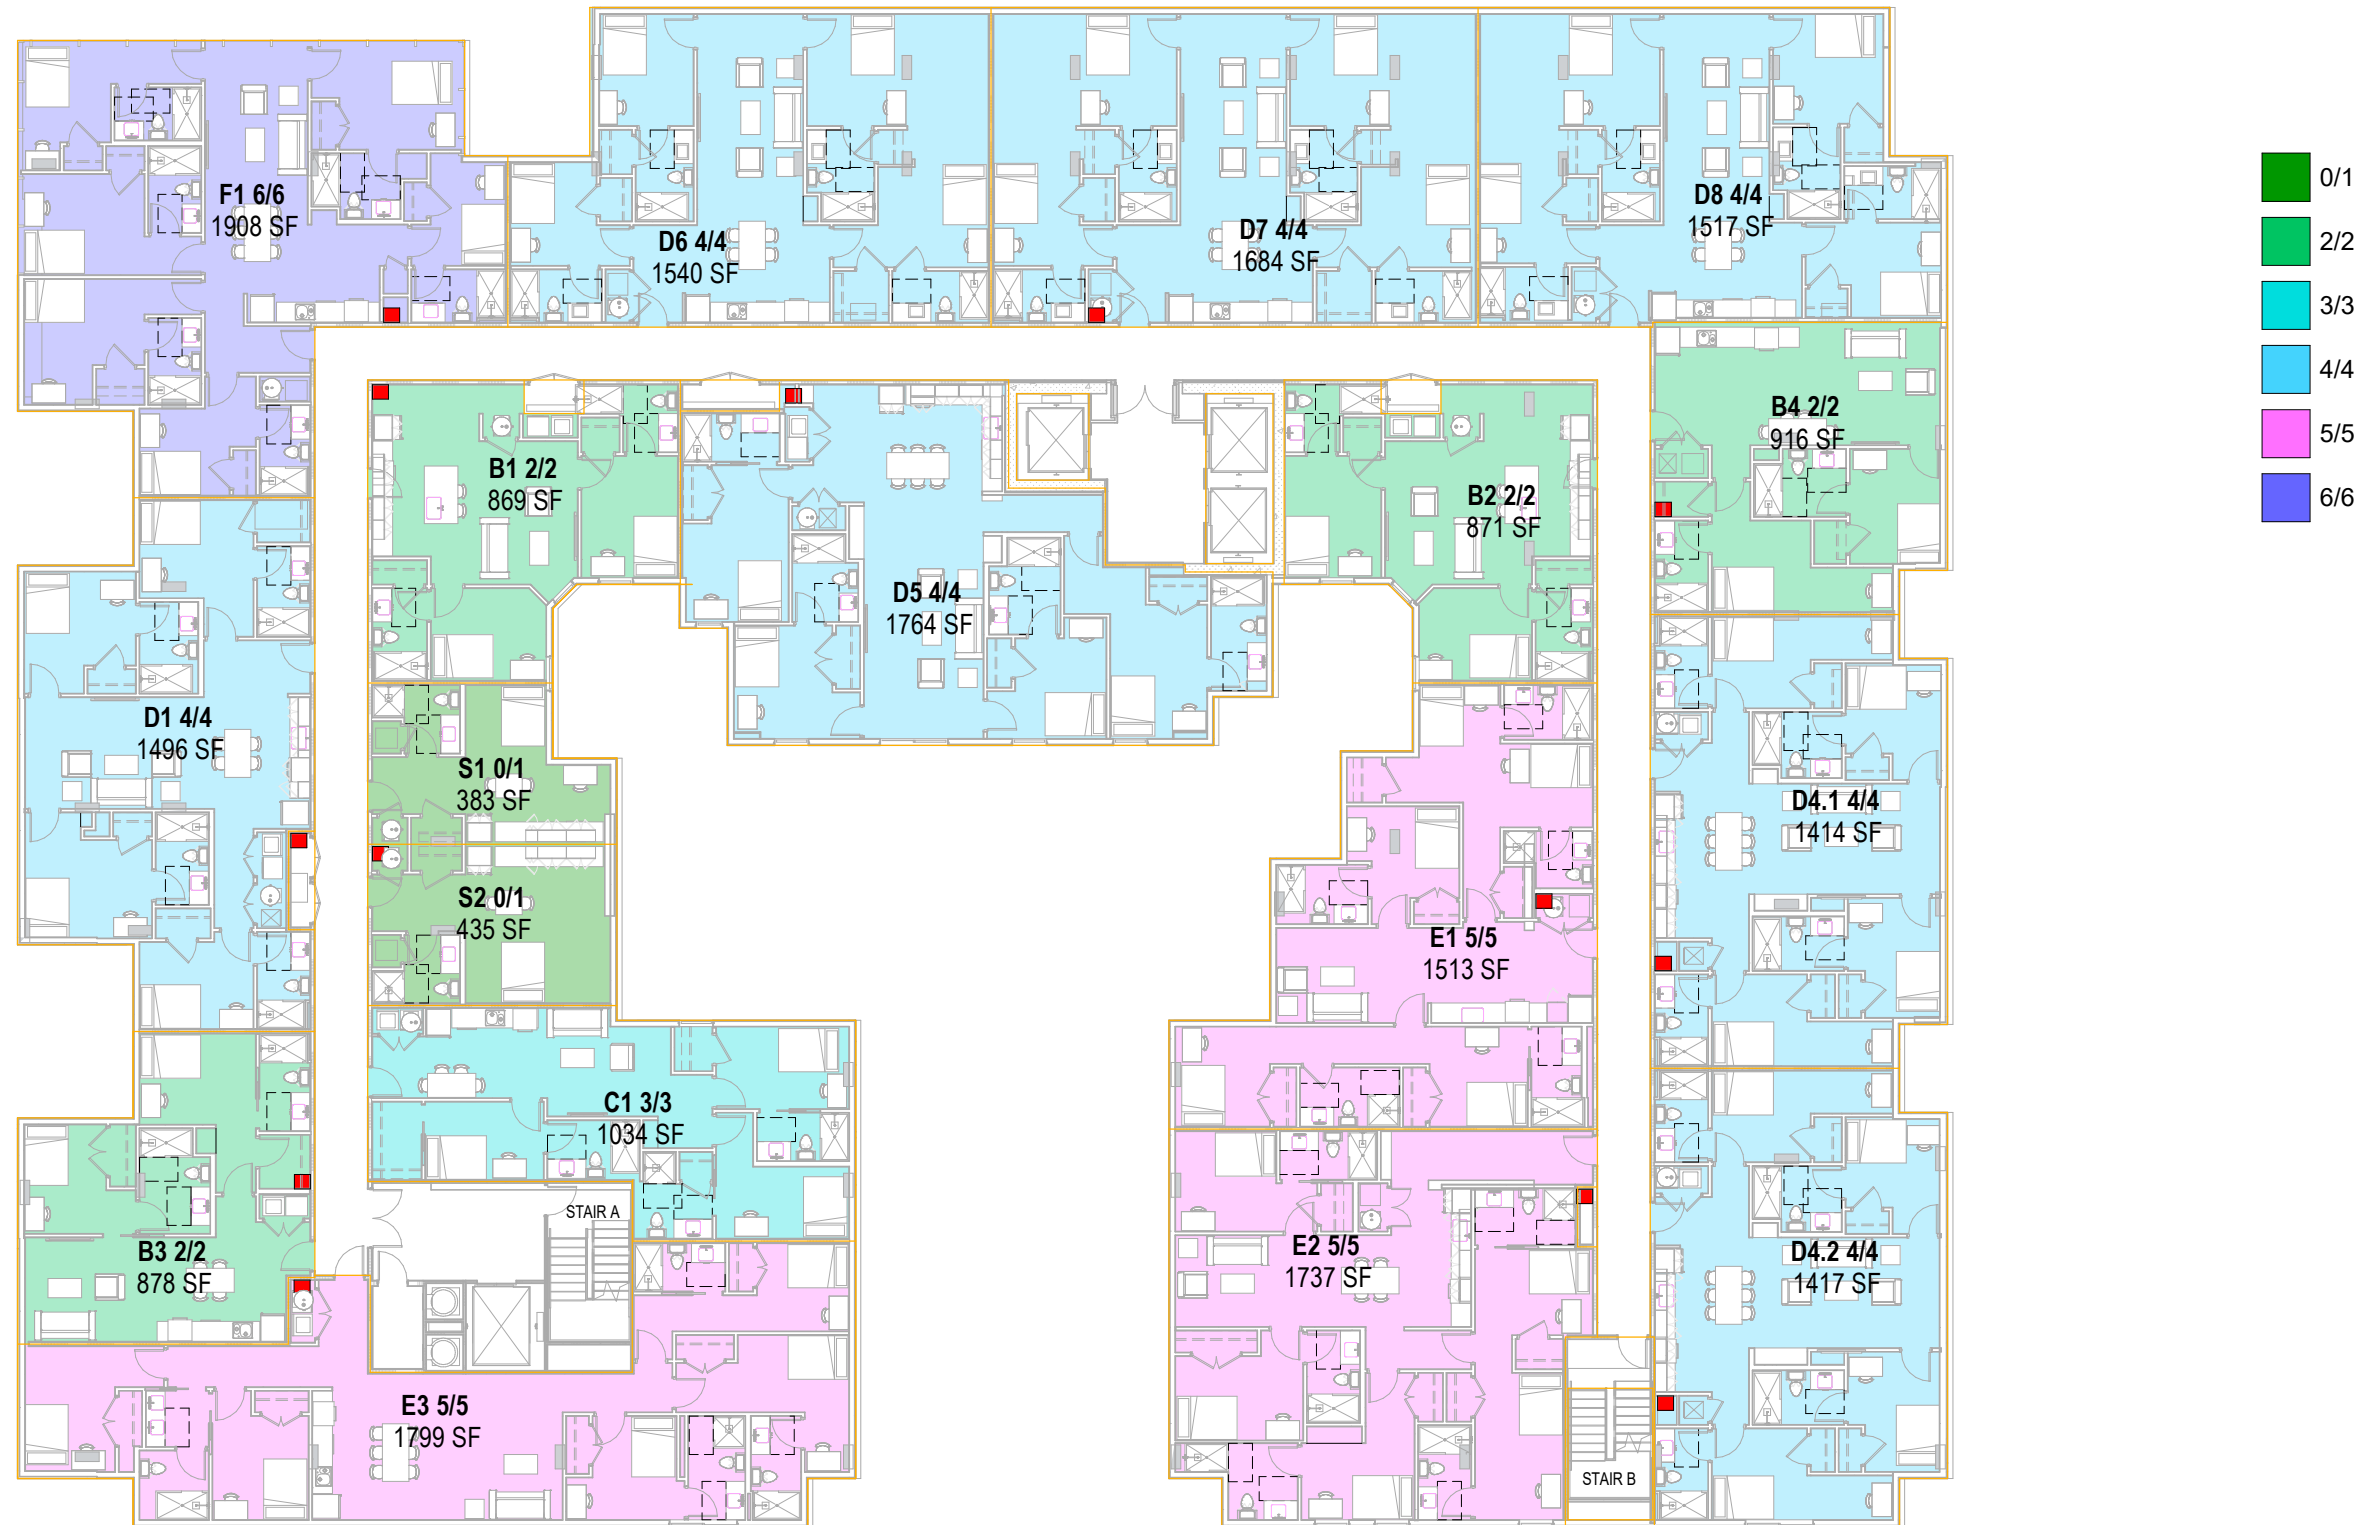 F1 6/6
1908 SF
D6 4/4
1540 SF
D7 4/4
1684 SF
D8 4/4
1517 SF
0/1
2/2
3/3
4/4
5/5
6/6
B1 2/2
869 SF
D5 4/4
1764 SF
B2 2/2
871 SF
B4 2/2
916 SF
D1 4/4
1496 SF
S1 0/1
383 SF
S2 0/1
435 SF
E1 5/5
1513 SF
D4.1 4/4
1414 SF
C1 3/3
1034 SF
STAIR A
B3 2/2
878 SF
E2 5/5
1737 SF
D4.2 4/4
1417 SF
E3 5/5
1799 SF
STAIR B